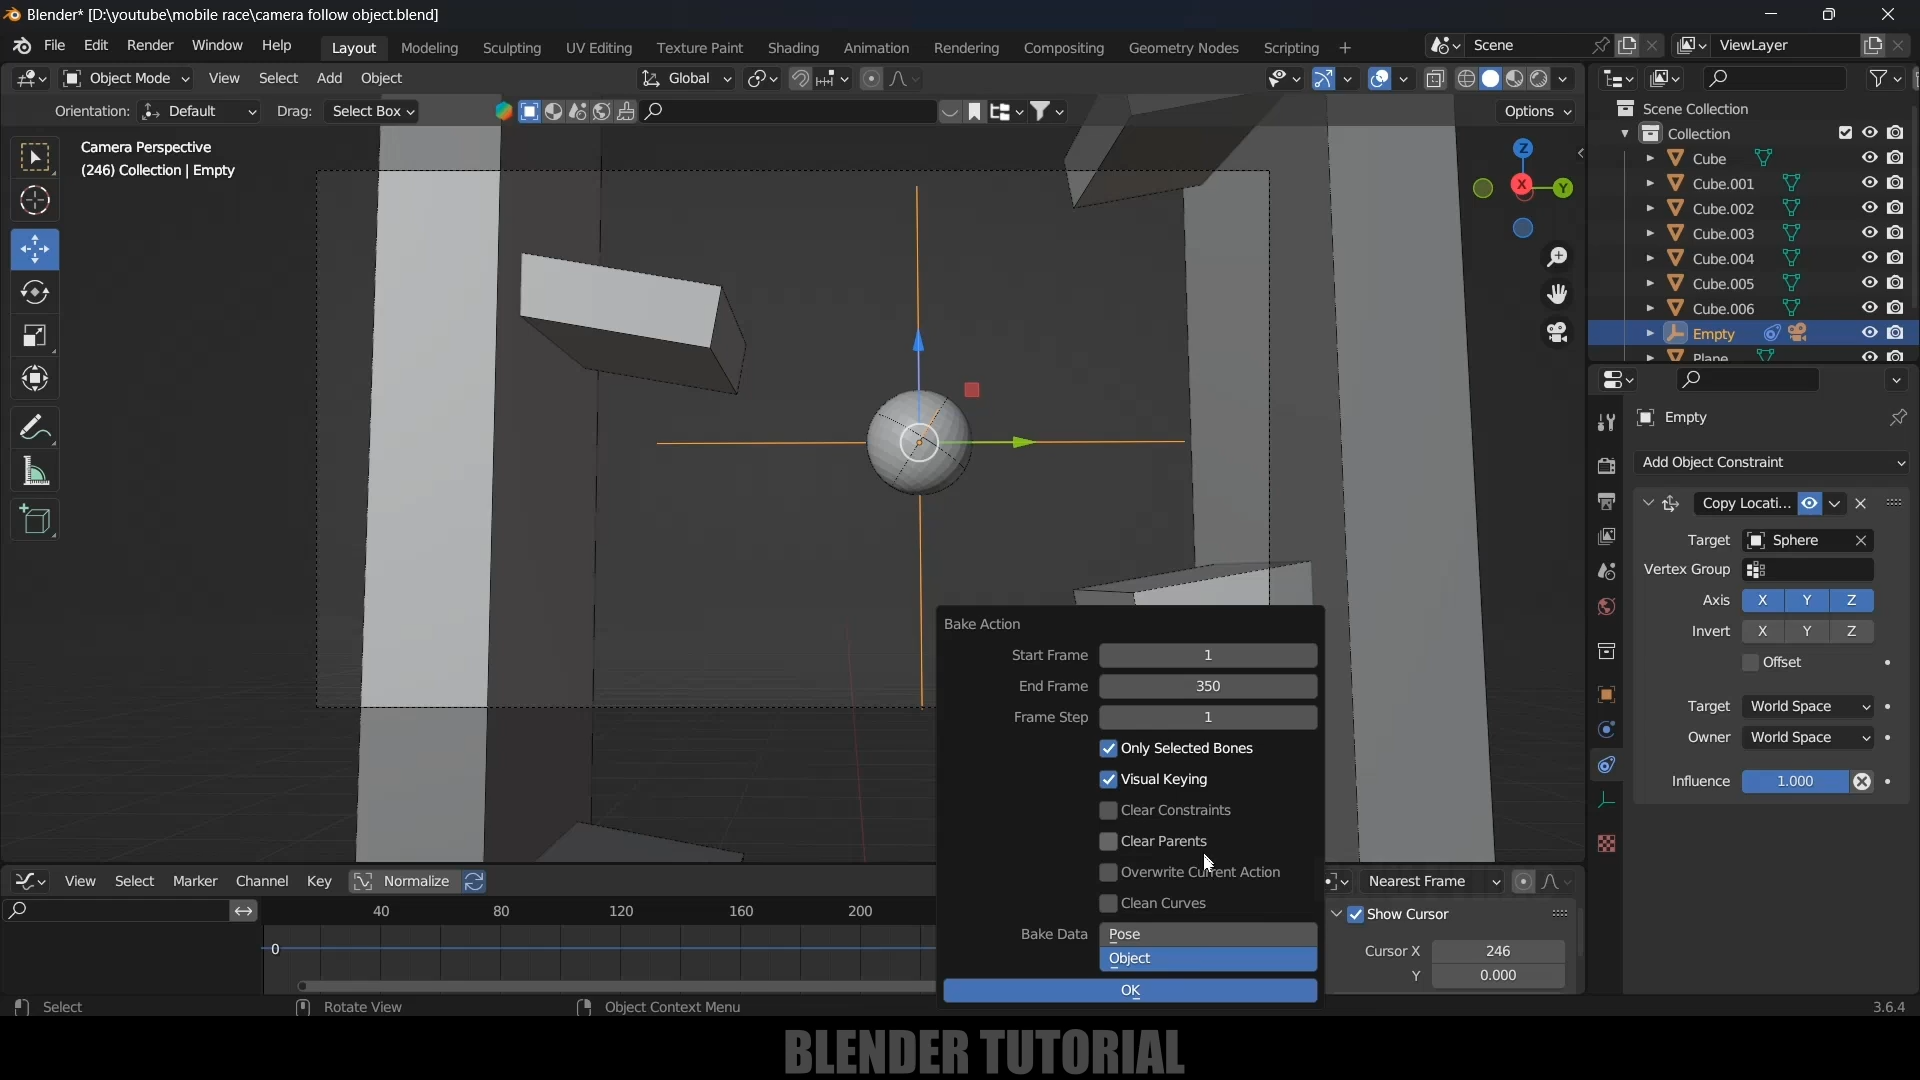 Blender* [D:\youtube\mobile race\camera follow object.blend]
File Edit Render Window Help Layout Modeling Sculpting UV Editing Texture Paint Shading Animation Rendering Compositing Geometry Nodes Scripting + Scene ViewLayer
Object Mode View Select Add Object Global
Orientation: Default Drag: Select Box Options
Camera Perspective
(246) Collection | Empty
Z
X
Y
Scene Collection
Collection
Cube
Cube.001
Cube.002
Cube.003
Cube.004
Cube.005
Cube.006
Empty
Plane
Empty
Add Object Constraint
Copy Locati...
Target Sphere
Vertex Group
Axis X Y Z
Invert X Y Z
Offset
Target World Space
Owner World Space
Influence 1.000
Bake Action
Start Frame 1
End Frame 350
Frame Step 1
Only Selected Bones
Visual Keying
Clear Constraints
Clear Parents
Overwrite Current Action
Clean Curves
Bake Data Pose
Object
OK
View Select Marker Channel Key Normalize Nearest Frame
40 80 120 160 200
0
Show Cursor
Cursor X 246
Y 0.000
Select Rotate View Object Context Menu 3.6.4
BLENDER TUTORIAL